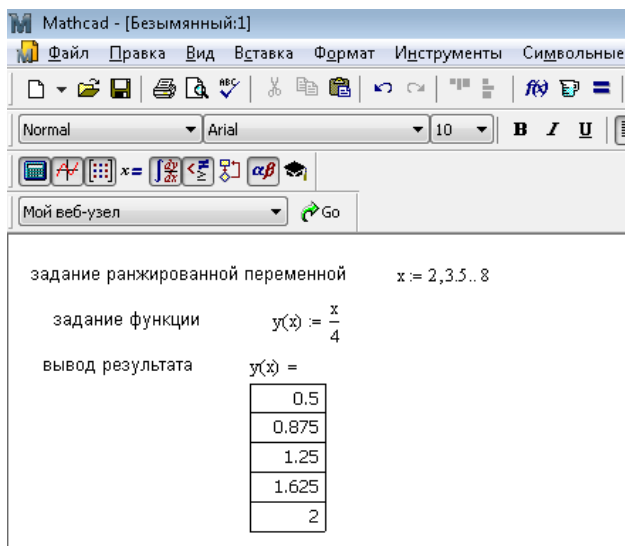 Mathcad - [Безымянный:1]
Файл Правка Вид Вставка Формат Инструменты Символьные
ABC f(x)
Normal Arial 10 B I U
x= αβ
Мой веб-узел Go
задание ранжированной переменной x := 2,3.5.. 8
задание функции y(x) := x/4
вывод результата y(x) =
0.5
0.875
1.25
1.625
2